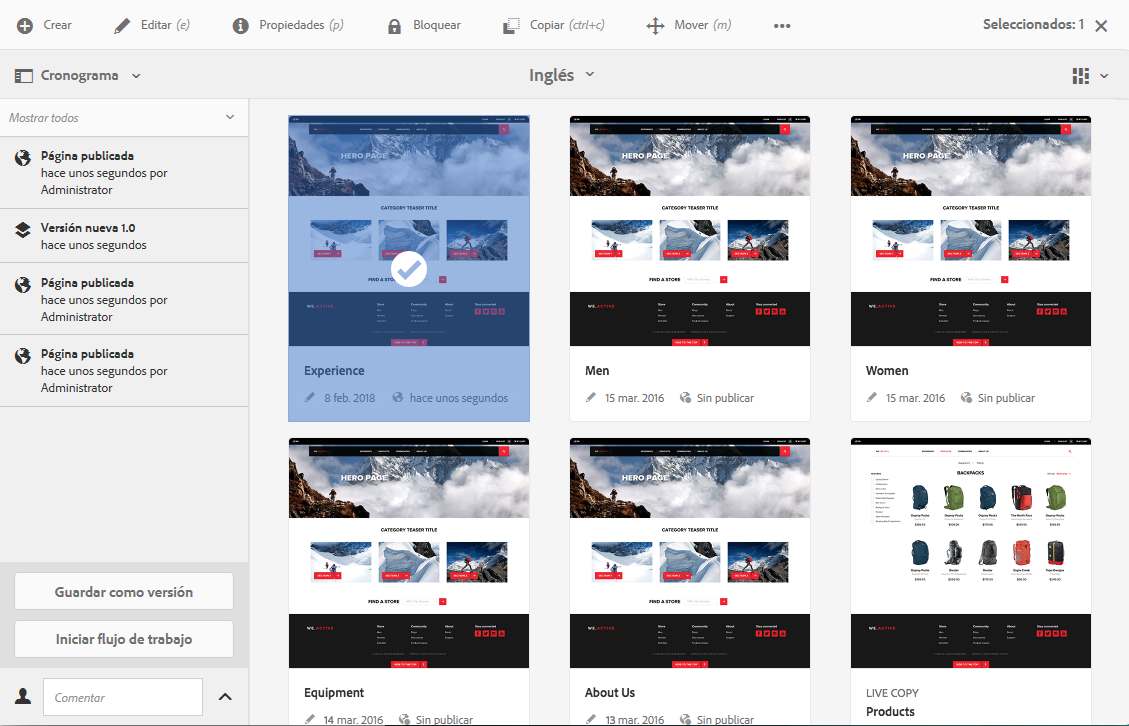 Crear
Editar (e)
Propiedades (p)
Bloquear
Copiar (ctrl+c)
Mover (m)
Seleccionados: 1
Cronograma
Inglés
Mostrar todos
Página publicada
hace unos segundos por
Administrator
Versión nueva 1.0
hace unos segundos
Página publicada
hace unos segundos por
Administrator
Página publicada
hace unos segundos por
Administrator
Guardar como versión
Iniciar flujo de trabajo
Comentar
HERO PAGE
CATEGORY TEASER TITLE
FIND A STORE
Experience
8 feb. 2018
hace unos segundos
HERO PAGE
CATEGORY TEASER TITLE
FIND A STORE
Men
15 mar. 2016
Sin publicar
HERO PAGE
CATEGORY TEASER TITLE
FIND A STORE
Women
15 mar. 2016
Sin publicar
HERO PAGE
CATEGORY TEASER TITLE
FIND A STORE
Equipment
14 mar. 2016
Sin publicar
HERO PAGE
CATEGORY TEASER TITLE
FIND A STORE
About Us
13 mar. 2016
Sin publicar
BACKPACKS
LIVE COPY
Products